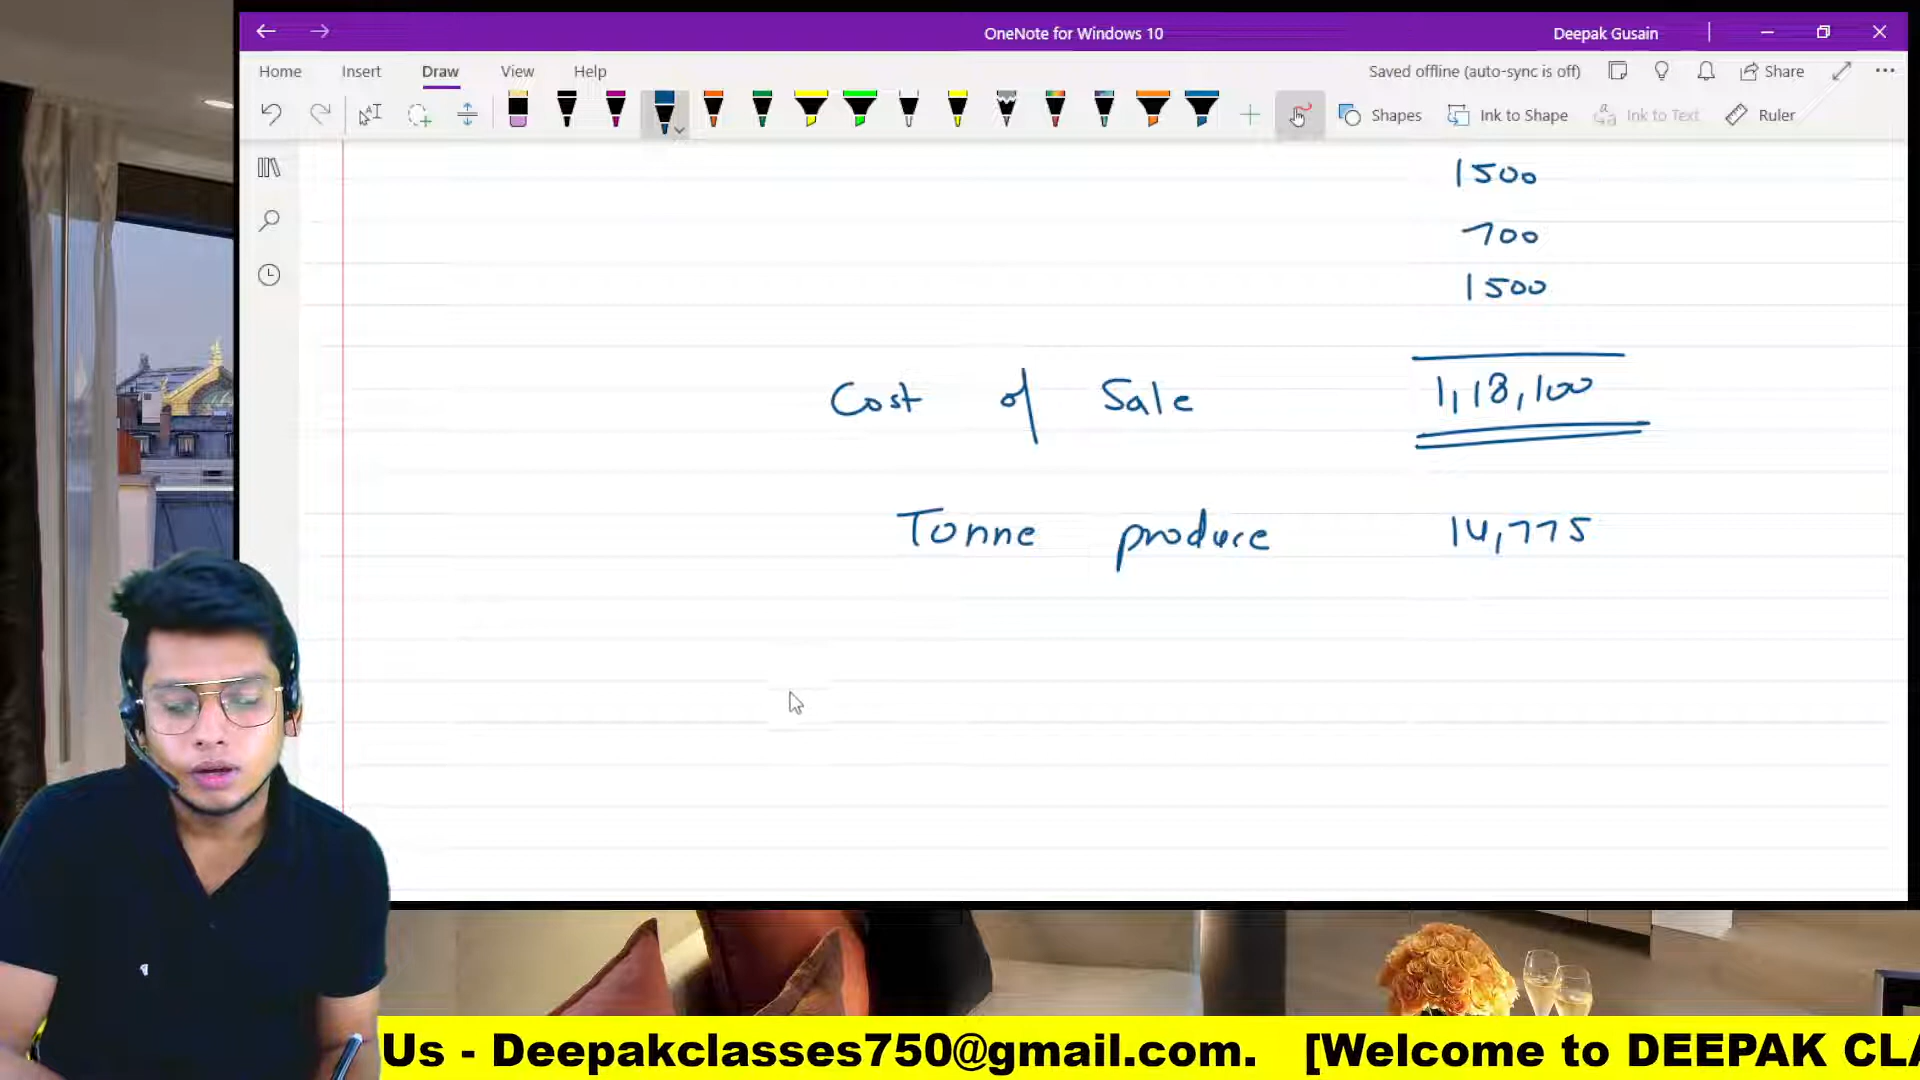 OneNote for Windows 10
Deepak Gusain
Home Insert Draw View Help
Saved offline (auto-sync is off)
Share
Shapes
Ink to Shape
Ink to Text
Ruler
1500
700
1500
Cost of Sale 1,18,100
Tonne produce 14,775
Us - Deepakclasses750@gmail.com. [Welcome to DEEPAK CLA